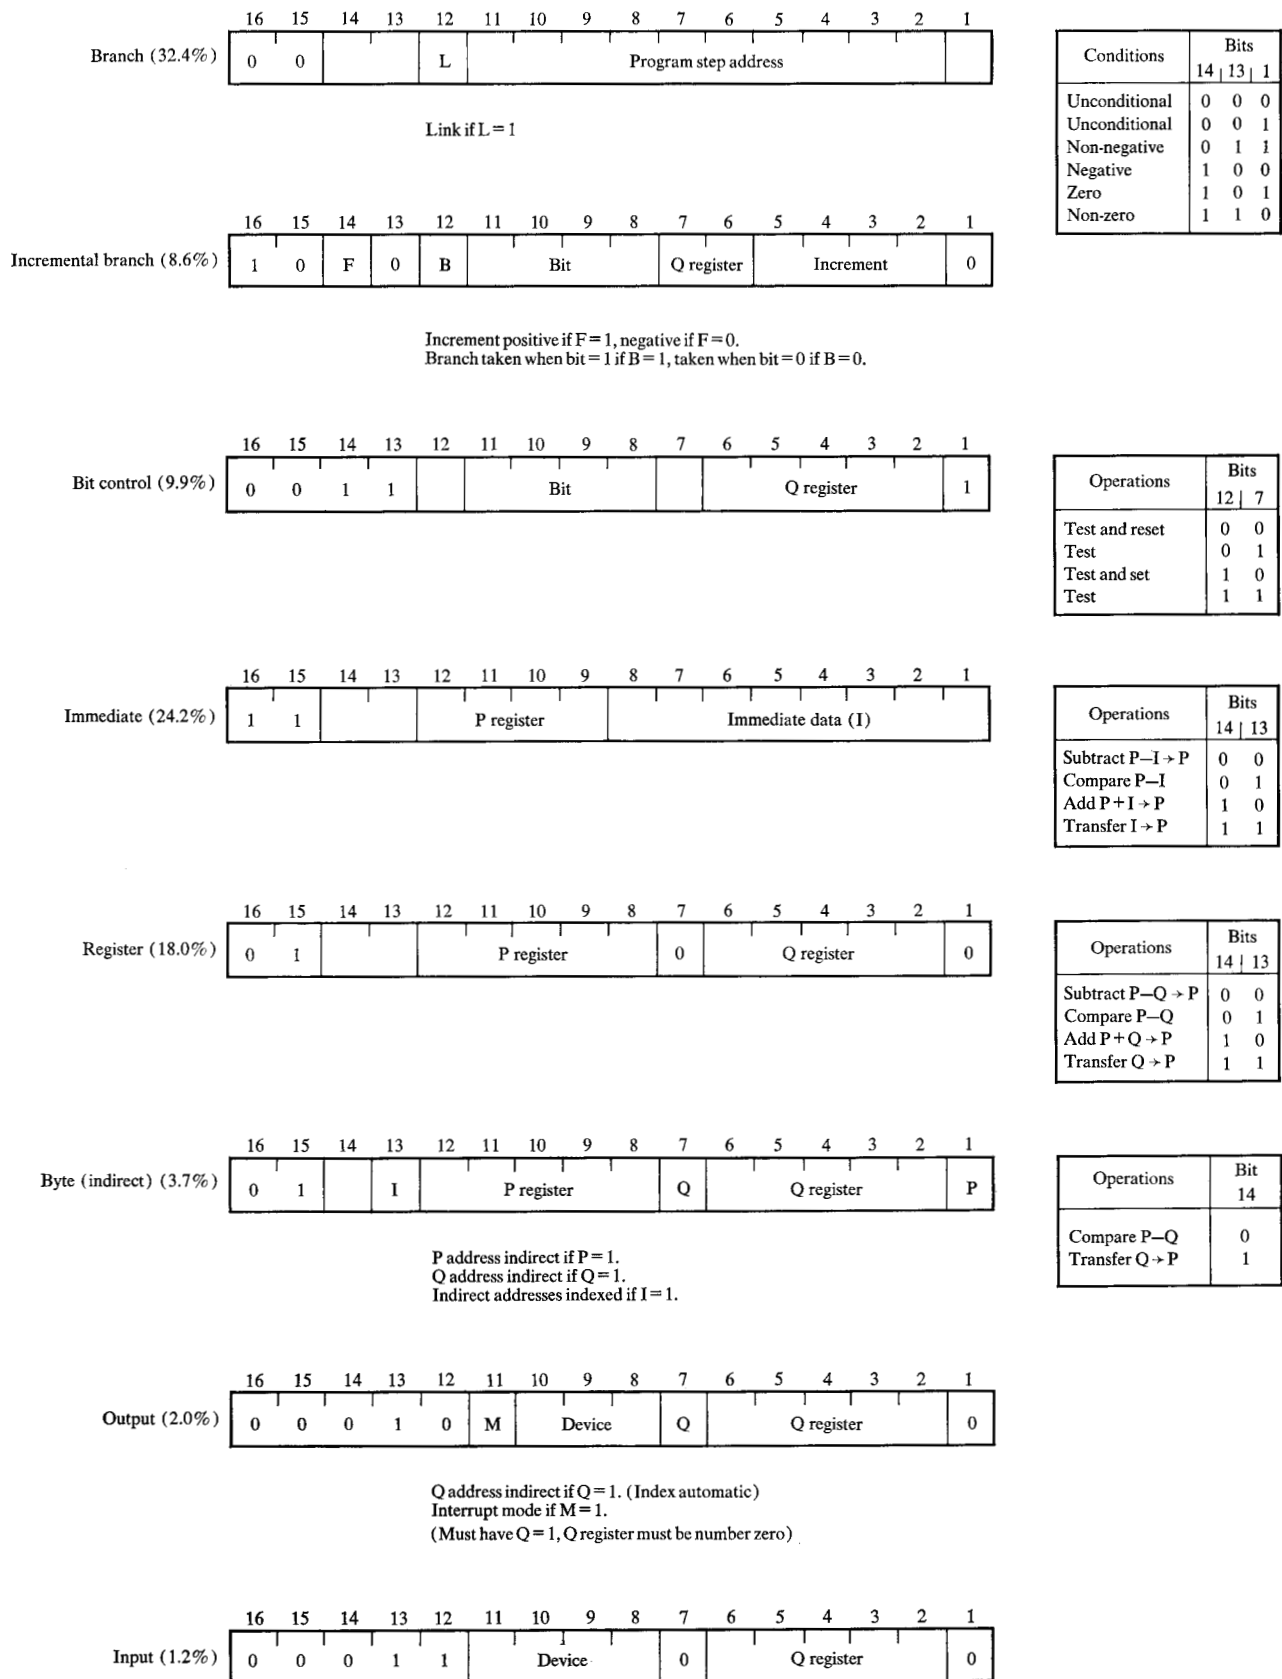 16 15 14 13 12 11 10 9 8 7 6 5 4 3 2 1
Branch (32.4%) 0 0 L Program step address
Link if L = 1
Conditions Bits
14 13 1
Unconditional 0 0 0
Unconditional 0 0 1
Non-negative 0 1 1
Negative 1 0 0
Zero 1 0 1
Non-zero 1 1 0
16 15 14 13 12 11 10 9 8 7 6 5 4 3 2 1
Incremental branch (8.6%) 1 0 F 0 B Bit Q register Increment 0
Increment positive if F = 1, negative if F = 0.
Branch taken when bit = 1 if B = 1, taken when bit = 0 if B = 0.
16 15 14 13 12 11 10 9 8 7 6 5 4 3 2 1
Bit control (9.9%) 0 0 1 1 Bit Q register 1
Operations Bits
12 7
Test and reset 0 0
Test 0 1
Test and set 1 0
Test 1 1
16 15 14 13 12 11 10 9 8 7 6 5 4 3 2 1
Immediate (24.2%) 1 1 P register Immediate data (I)
Operations Bits
14 13
Subtract P—I → P 0 0
Compare P—I 0 1
Add P + I → P 1 0
Transfer I → P 1 1
16 15 14 13 12 11 10 9 8 7 6 5 4 3 2 1
Register (18.0%) 0 1 P register 0 Q register 0
Operations Bits
14 13
Subtract P—Q → P 0 0
Compare P—Q 0 1
Add P + Q → P 1 0
Transfer Q → P 1 1
16 15 14 13 12 11 10 9 8 7 6 5 4 3 2 1
Byte (indirect) (3.7%) 0 1 I P register Q Q register P
P address indirect if P = 1.
Q address indirect if Q = 1.
Indirect addresses indexed if I = 1.
Operations Bit
14
Compare P—Q 0
Transfer Q → P 1
16 15 14 13 12 11 10 9 8 7 6 5 4 3 2 1
Output (2.0%) 0 0 0 1 0 M Device Q Q register 0
Q address indirect if Q = 1. (Index automatic)
Interrupt mode if M = 1.
(Must have Q = 1, Q register must be number zero)
16 15 14 13 12 11 10 9 8 7 6 5 4 3 2 1
Input (1.2%) 0 0 0 1 1 Device 0 Q register 0